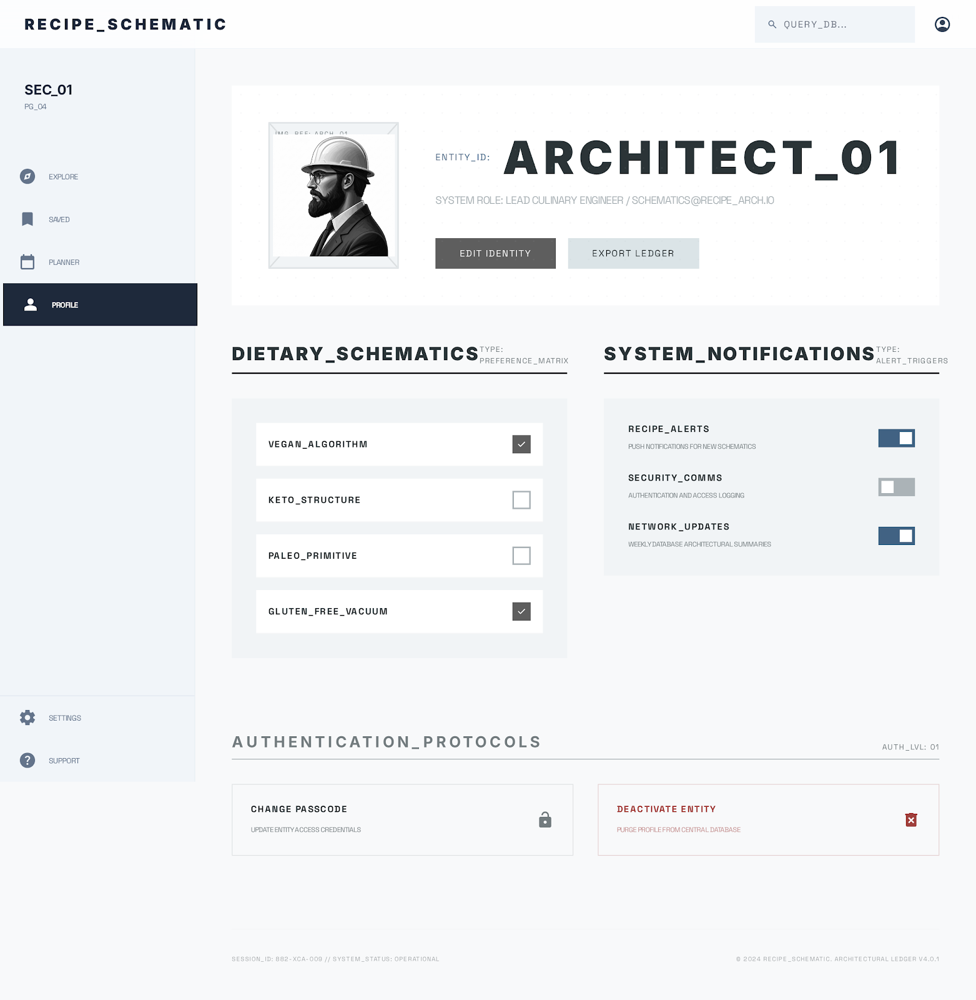 RECIPE_SCHEMATIC
QUERY_DB...
SEC_01
PG_04
EXPLORE
SAVED
PLANNER
PROFILE
SETTINGS
SUPPORT
IMG_REF: ARCH_01
ENTITY_ID: ARCHITECT_01
SYSTEM ROLE: LEAD CULINARY ENGINEER / SCHEMATICS@RECIPE_ARCH.IO
EDIT IDENTITY
EXPORT LEDGER
DIETARY_SCHEMATICS
TYPE:
PREFERENCE_MATRIX
VEGAN_ALGORITHM
KETO_STRUCTURE
PALEO_PRIMITIVE
GLUTEN_FREE_VACUUM
SYSTEM_NOTIFICATIONS
TYPE:
ALERT_TRIGGERS
RECIPE_ALERTS
PUSH NOTIFICATIONS FOR NEW SCHEMATICS
SECURITY_COMMS
AUTHENTICATION AND ACCESS LOGGING
NETWORK_UPDATES
WEEKLY DATABASE ARCHITECTURAL SUMMARIES
AUTHENTICATION_PROTOCOLS
AUTH_LVL: 01
CHANGE PASSCODE
UPDATE ENTITY ACCESS CREDENTIALS
DEACTIVATE ENTITY
PURGE PROFILE FROM CENTRAL DATABASE
SESSION_ID: 882-XCA-009 // SYSTEM_STATUS: OPERATIONAL
© 2024 RECIPE_SCHEMATIC. ARCHITECTURAL LEDGER V4.0.1